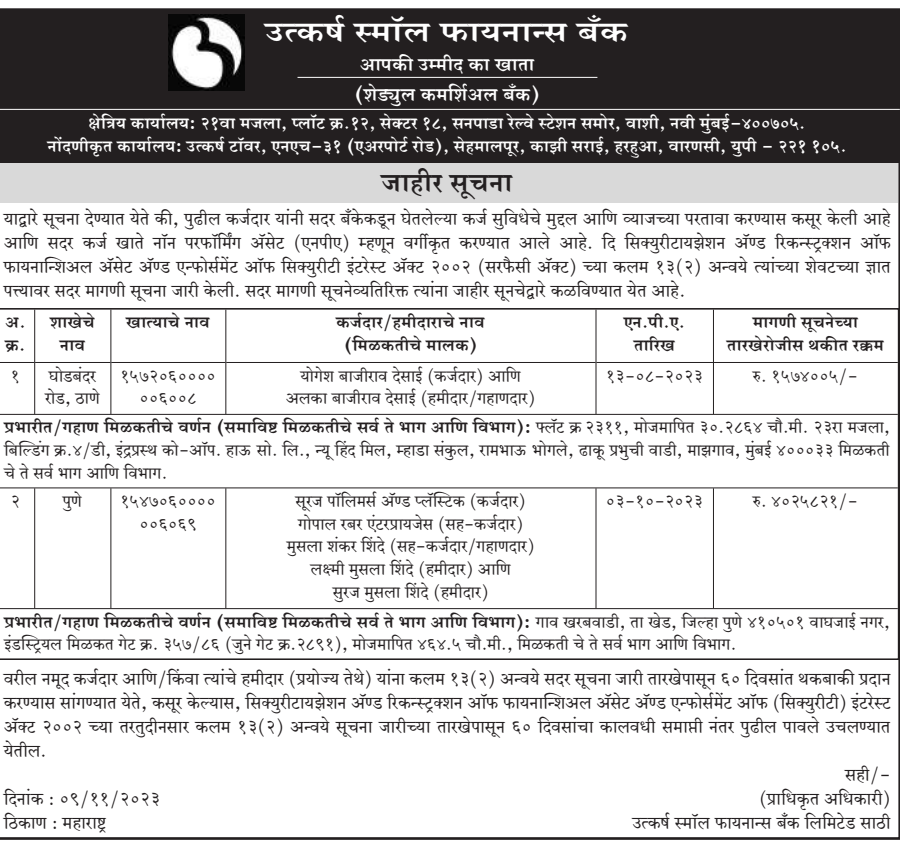 उत्कर्ष स्मॉल फायनान्स बँक
आपकी उम्मीद का खाता
(शेड्युल कमर्शिअल बँक)
क्षेत्रिय कार्यालय: २१वा मजला, प्लॉट क्र.१२, सेक्टर १८, सनपाडा रेल्वे स्टेशन समोर, वाशी, नवी मुंबई-४००७०५.
नोंदणीकृत कार्यालय: उत्कर्ष टॉवर, एनएच-३१ (एअरपोर्ट रोड), सेहमालपूर, काझी सराई, हरहुआ, वारणसी, युपी - २२१ १०५.
जाहीर सूचना
याद्वारे सूचना देण्यात येते की, पुढील कर्जदार यांनी सदर बँकेकडून घेतलेल्या कर्ज सुविधेचे मुद्दल आणि व्याजच्या परतावा करण्यास कसूर केली आहे
आणि सदर कर्ज खाते नॉन परफॉर्मिंग ॲसेट (एनपीए) म्हणून वर्गीकृत करण्यात आले आहे. दि सिक्युरीटायझेशन ॲण्ड रिकन्स्ट्रक्शन ऑफ
फायनान्शिअल ॲसेट ॲण्ड एन्फोर्समेंट ऑफ सिक्युरीटी इंटरेस्ट ॲक्ट २००२ (सरफैसी ॲक्ट) च्या कलम १३(२) अन्वये त्यांच्या शेवटच्या ज्ञात
पत्त्यावर सदर मागणी सूचना जारी केली. सदर मागणी सूचनेव्यतिरिक्त त्यांना जाहीर सूनचेद्वारे कळविण्यात येत आहे.
अ. शाखेचे खात्याचे नाव कर्जदार/हमीदाराचे नाव एन.पी.ए. मागणी सूचनेच्या
क्र. नाव (मिळकतीचे मालक) तारिख तारखेरोजीस थकीत रक्कम
१ घोडबंदर १५७२०६०००० योगेश बाजीराव देसाई (कर्जदार) आणि १३-०८-२०२३ रु. १५७४००५/-
रोड, ठाणे ००६००८ अलका बाजीराव देसाई (हमीदार/गहाणदार)
प्रभारीत/गहाण मिळकतीचे वर्णन (समाविष्ट मिळकतीचे सर्व ते भाग आणि विभाग): फ्लॅट क्र २३११, मोजमापित ३०.२८६४ चौ.मी. २३रा मजला,
बिल्डिंग क्र.४/डी, इंद्रप्रस्थ को-ऑप. हाऊ सो. लि., न्यू हिंद मिल, म्हाडा संकुल, रामभाऊ भोगले, ढाकू प्रभुची वाडी, माझगाव, मुंबई ४०००३३ मिळकती
चे ते सर्व भाग आणि विभाग.
२ पुणे १५४७०६०००० सूरज पॉलिमर्स ॲण्ड प्लॅस्टिक (कर्जदार) ०३-१०-२०२३ रु. ४०२५८२१/-
००६०६९ गोपाल रबर एंटरप्रायजेस (सह-कर्जदार)
मुसला शंकर शिंदे (सह-कर्जदार/गहाणदार)
लक्ष्मी मुसला शिंदे (हमीदार) आणि
सुरज मुसला शिंदे (हमीदार)
प्रभारीत/गहाण मिळकतीचे वर्णन (समाविष्ट मिळकतीचे सर्व ते भाग आणि विभाग): गाव खरबवाडी, ता खेड, जिल्हा पुणे ४१०५०१ वाघजाई नगर,
इंडस्ट्रियल मिळकत गेट क्र. ३५७/८६ (जुने गेट क्र.२८९१), मोजमापित ४६४.५ चौ.मी., मिळकती चे ते सर्व भाग आणि विभाग.
वरील नमूद कर्जदार आणि/किंवा त्यांचे हमीदार (प्रयोज्य तेथे) यांना कलम १३(२) अन्वये सदर सूचना जारी तारखेपासून ६० दिवसांत थकबाकी प्रदान
करण्यास सांगण्यात येते, कसूर केल्यास, सिक्युरीटायझेशन ॲण्ड रिकन्स्ट्रक्शन ऑफ फायनान्शिअल ॲसेट ॲण्ड एन्फोर्समेंट ऑफ (सिक्युरीटी) इंटरेस्ट
ॲक्ट २००२ च्या तरतुदीनसार कलम १३(२) अन्वये सूचना जारीच्या तारखेपासून ६० दिवसांचा कालवधी समाप्ती नंतर पुढील पावले उचलण्यात
येतील.
सही/-
दिनांक : ०९/११/२०२३ (प्राधिकृत अधिकारी)
ठिकाण : महाराष्ट्र उत्कर्ष स्मॉल फायनान्स बँक लिमिटेड साठी